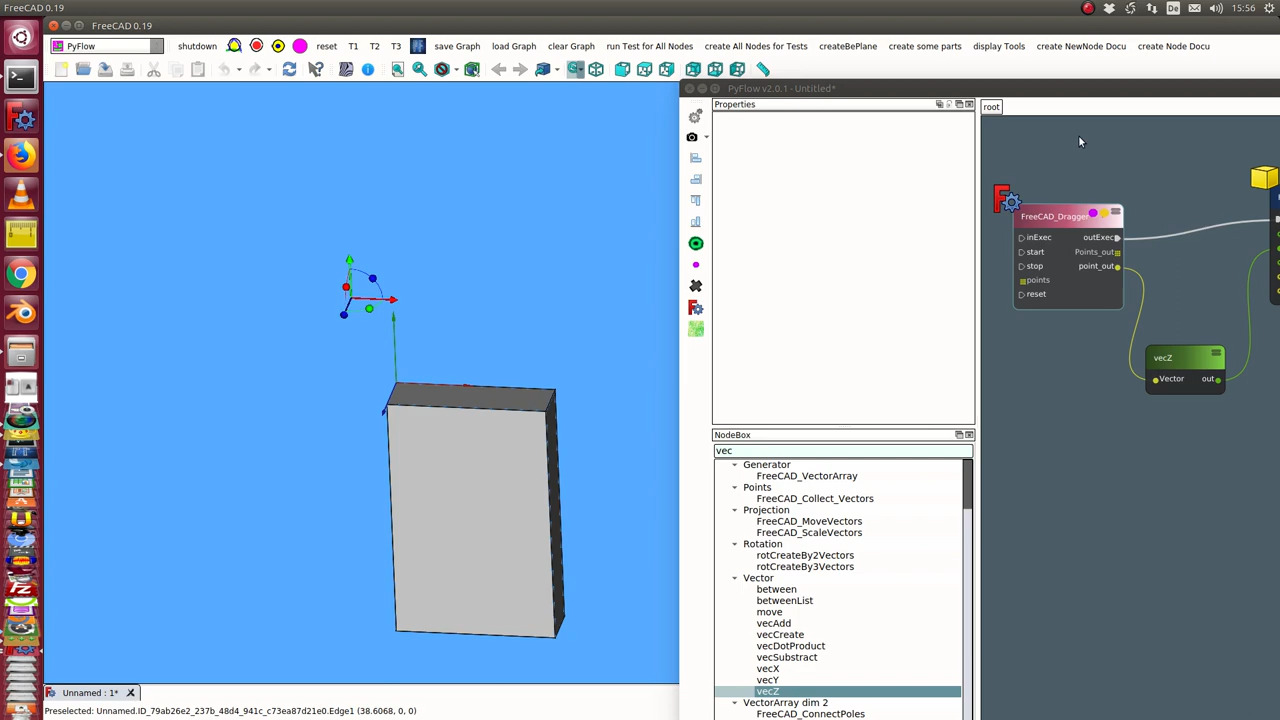 FreeCAD 0.19
De
15:56
FreeCAD 0.19
PyFlow
shutdown
reset
T1
T2
T3
save Graph
load Graph
clear Graph
run Test for All Nodes
create All Nodes for Tests
createBePlane
create some parts
display Tools
create NewNode Docu
create Node Docu
PyFlow v2.0.1 - Untitled*
Properties
root
FreeCAD_Dragger
inExec
outExec
start
Points_out
stop
point_out
points
reset
vecZ
Vector
out
NodeBox
vec
Generator
FreeCAD_VectorArray
Points
FreeCAD_Collect_Vectors
Projection
FreeCAD_MoveVectors
FreeCAD_ScaleVectors
Rotation
rotCreateBy2Vectors
rotCreateBy3Vectors
Vector
between
betweenList
move
vecAdd
vecCreate
vecDotProduct
vecSubstract
vecX
vecY
vecZ
VectorArray dim 2
FreeCAD_ConnectPoles
Unnamed : 1*
Preselected: Unnamed.ID_79ab26e2_237b_48d4_941c_c73ea87d21e0.Edge1 (38.6068, 0, 0)